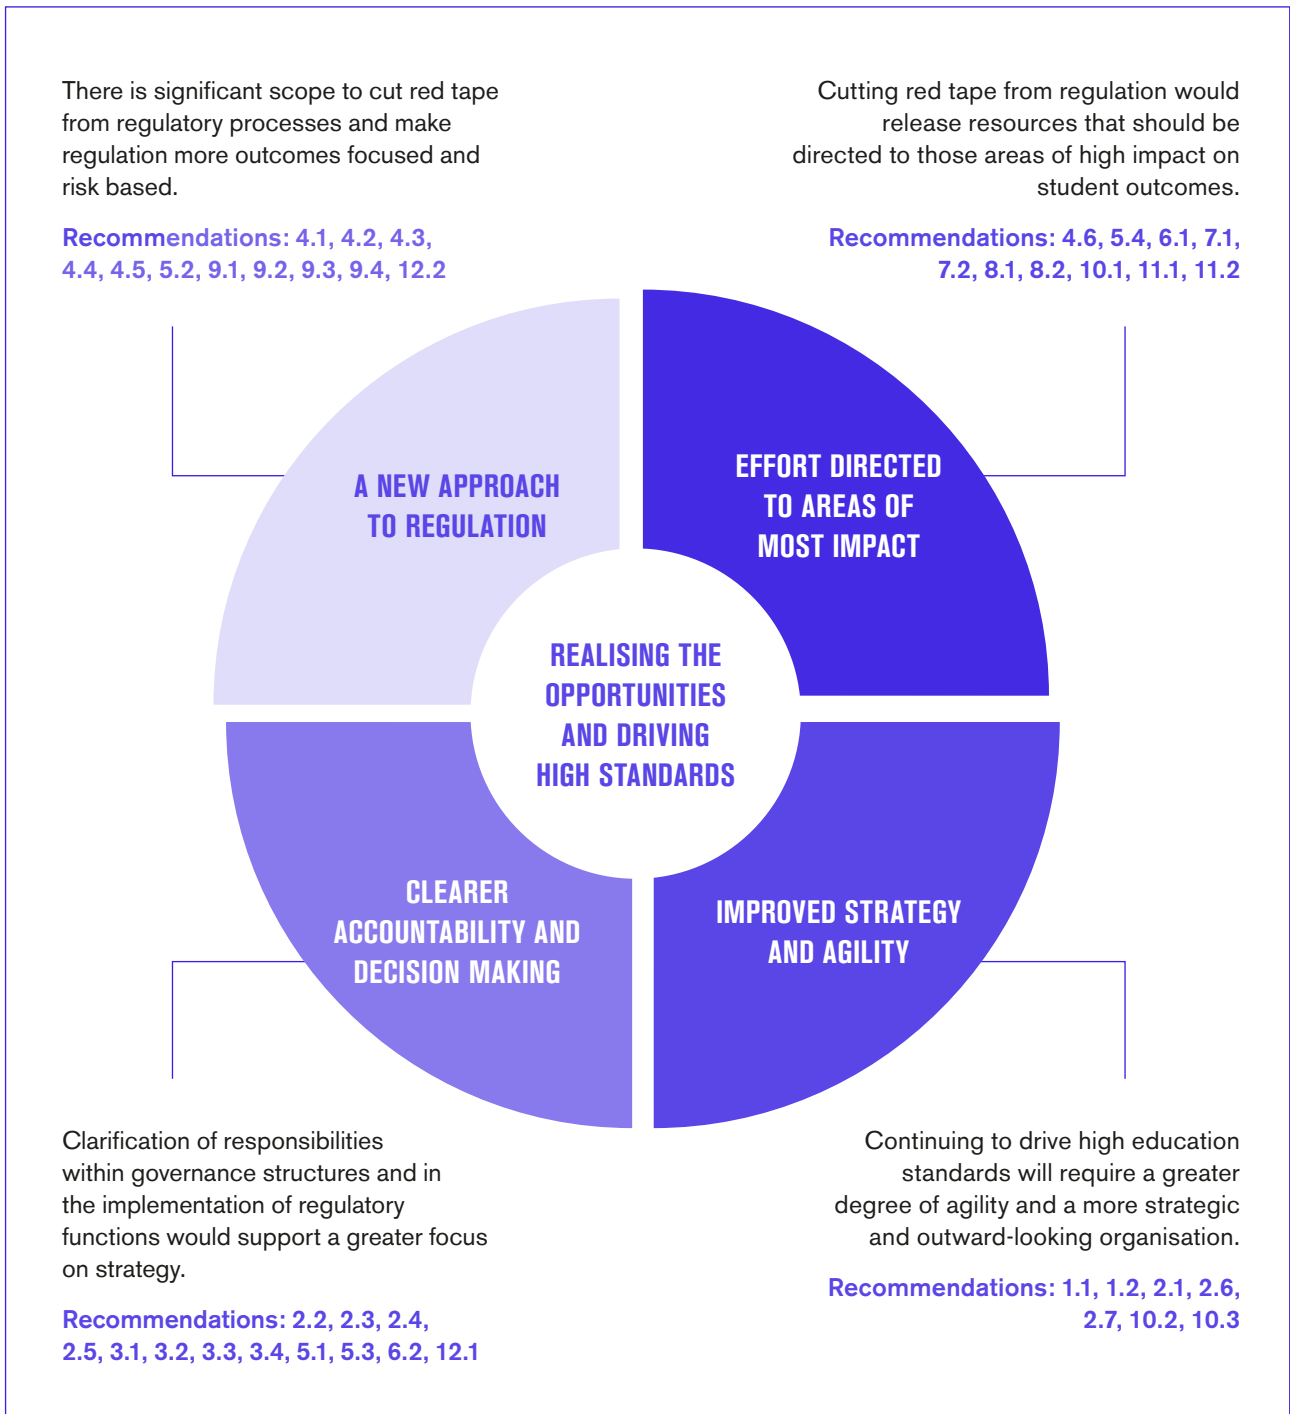 There is significant scope to cut red tape
from regulatory processes and make
regulation more outcomes focused and
risk based.
Recommendations: 4.1, 4.2, 4.3,
4.4, 4.5, 5.2, 9.1, 9.2, 9.3, 9.4, 12.2
Cutting red tape from regulation would
release resources that should be
directed to those areas of high impact on
student outcomes.
Recommendations: 4.6, 5.4, 6.1, 7.1,
7.2, 8.1, 8.2, 10.1, 11.1, 11.2
A NEW APPROACH
TO REGULATION
EFFORT DIRECTED
TO AREAS OF
MOST IMPACT
REALISING THE
OPPORTUNITIES
AND DRIVING
HIGH STANDARDS
CLEARER
ACCOUNTABILITY AND
DECISION MAKING
IMPROVED STRATEGY
AND AGILITY
Clarification of responsibilities
within governance structures and in
the implementation of regulatory
functions would support a greater focus
on strategy.
Recommendations: 2.2, 2.3, 2.4,
2.5, 3.1, 3.2, 3.3, 3.4, 5.1, 5.3, 6.2, 12.1
Continuing to drive high education
standards will require a greater
degree of agility and a more strategic
and outward-looking organisation.
Recommendations: 1.1, 1.2, 2.1, 2.6,
2.7, 10.2, 10.3